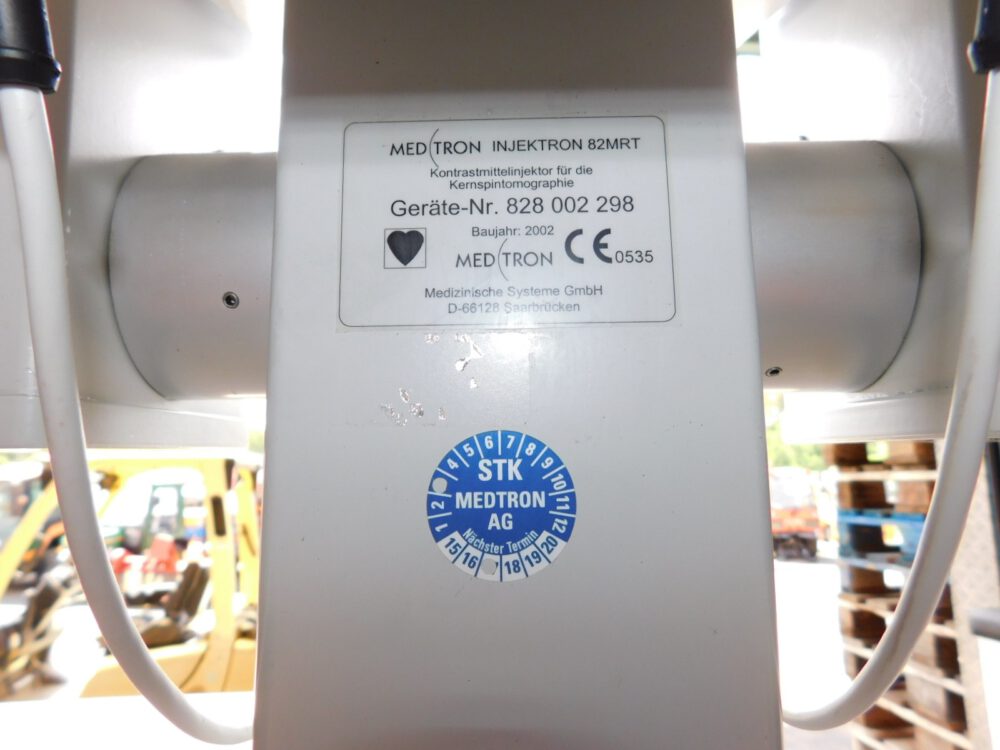 MEDTRON INJEKTRON 82MRT
Kontrastmittelinjektor für die
Kernspintomographie
Geräte-Nr. 828 002 298
Baujahr: 2002
MEDTRON CE 0535
Medizinische Systeme GmbH
D-66128 Saarbrücken
1 2 4 5 6 7 8 9 10 11 12
STK
MEDTRON
AG
Nächster Termin
15 16 18 19 20